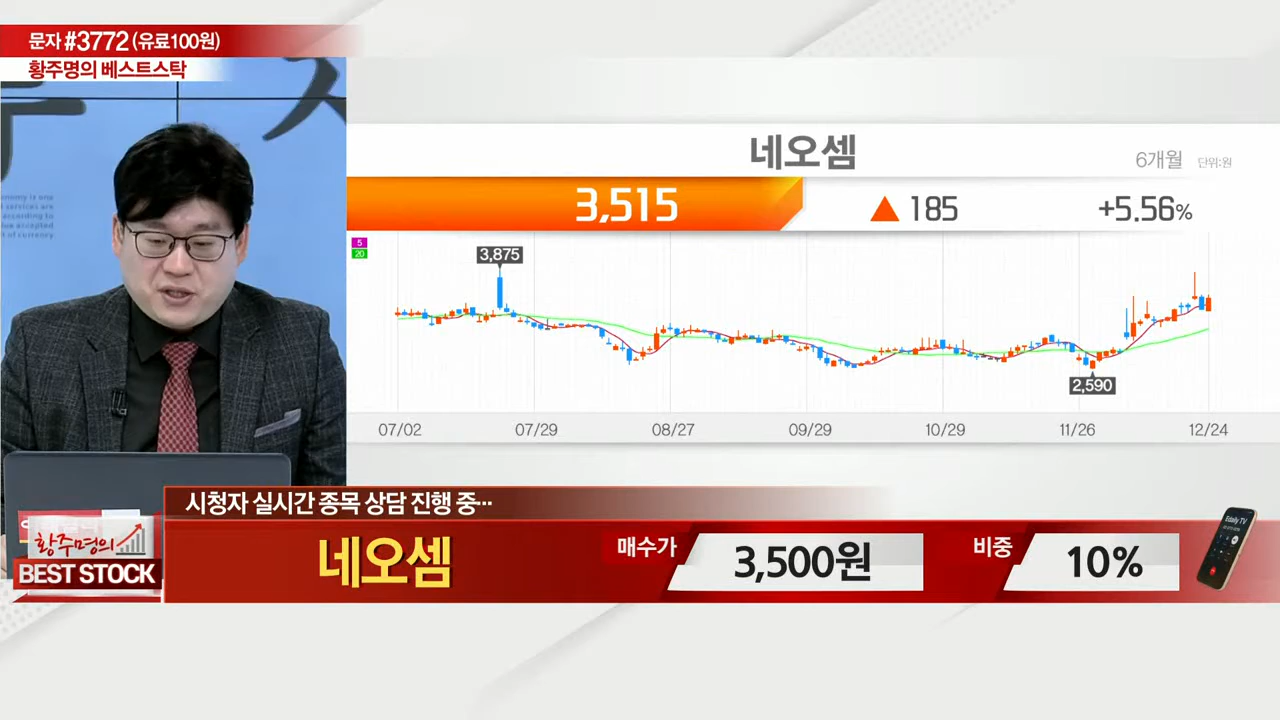 문자 #3772 (유료100원)
황주명의 베스트스탁
네오셈
6개월 단위:원
3,515 ▲ 185 +5.56%
5
20
3,875
2,590
07/02 07/29 08/27 09/29 10/29 11/26 12/24
시청자 실시간 종목 상담 진행 중...
황주명의
BEST STOCK
네오셈 매수가 3,500원 비중 10%
Edaily TV